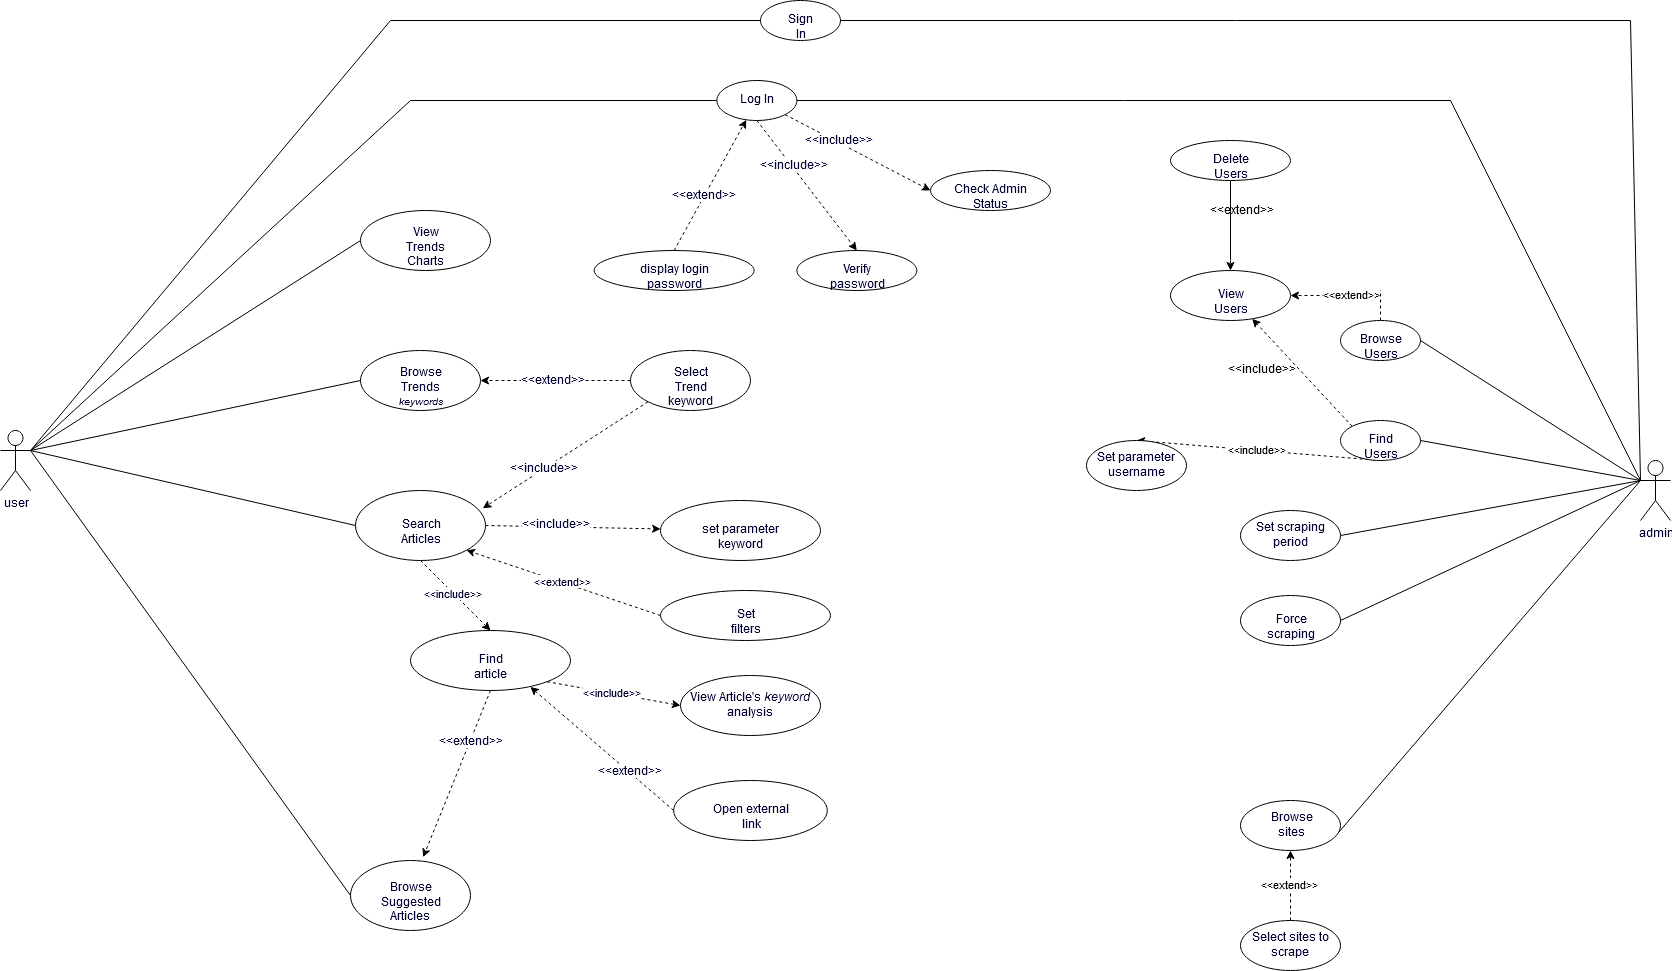 Sign
In
Log In
<<include>>
<<include>>
<<extend>>
Check Admin
Status
display login
password
Verify
password
Delete
Users
<<extend>>
View
Users
<<extend>>
Browse
Users
<<include>>
Find
Users
<<include>>
Set parameter
username
View
Trends
Charts
Browse
Trends
keywords
<<extend>>
Select
Trend
keyword
<<include>>
user
Search
Articles
<<include>>
set parameter
keyword
<<extend>>
Set
filters
<<include>>
Find
article
<<include>>
View Article's keyword
analysis
<<extend>>
<<extend>>
Open external
link
Browse
Suggested
Articles
admin
Set scraping
period
Force
scraping
Browse
sites
<<extend>>
Select sites to
scrape